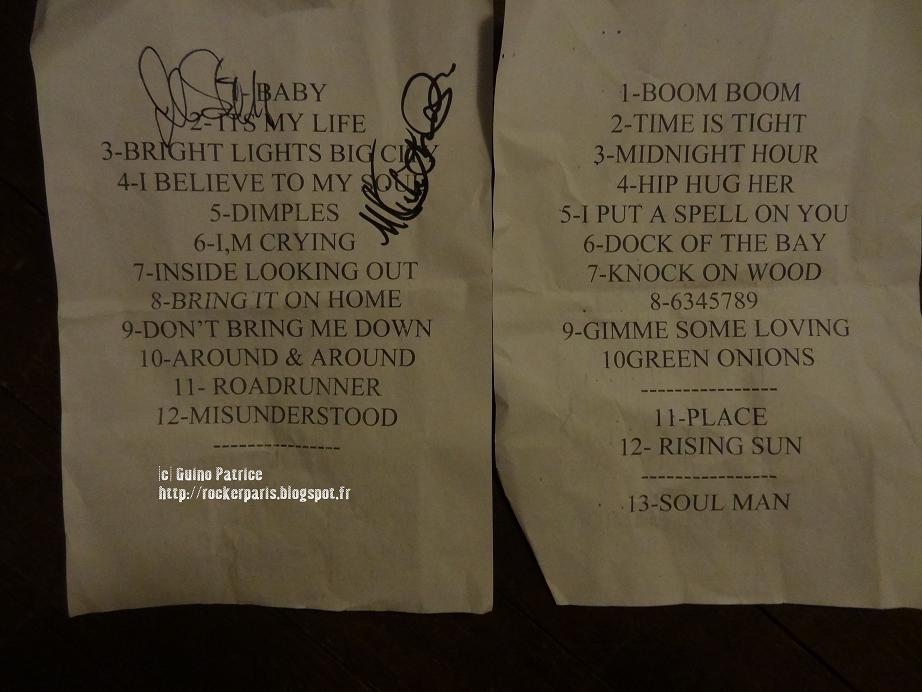 1-BABY
2-ITS MY LIFE
3-BRIGHT LIGHTS BIG CITY
4-I BELIEVE TO MY SOUL
5-DIMPLES
6-I,M CRYING
7-INSIDE LOOKING OUT
8-BRING IT ON HOME
9-DON'T BRING ME DOWN
10-AROUND & AROUND
11- ROADRUNNER
12-MISUNDERSTOOD
----------------
(c) Guino Patrice
http://rockerparis.blogspot.fr
1-BOOM BOOM
2-TIME IS TIGHT
3-MIDNIGHT HOUR
4-HIP HUG HER
5-I PUT A SPELL ON YOU
6-DOCK OF THE BAY
7-KNOCK ON WOOD
8-6345789
9-GIMME SOME LOVING
10GREEN ONIONS
----------------
11-PLACE
12- RISING SUN
----------------
13-SOUL MAN